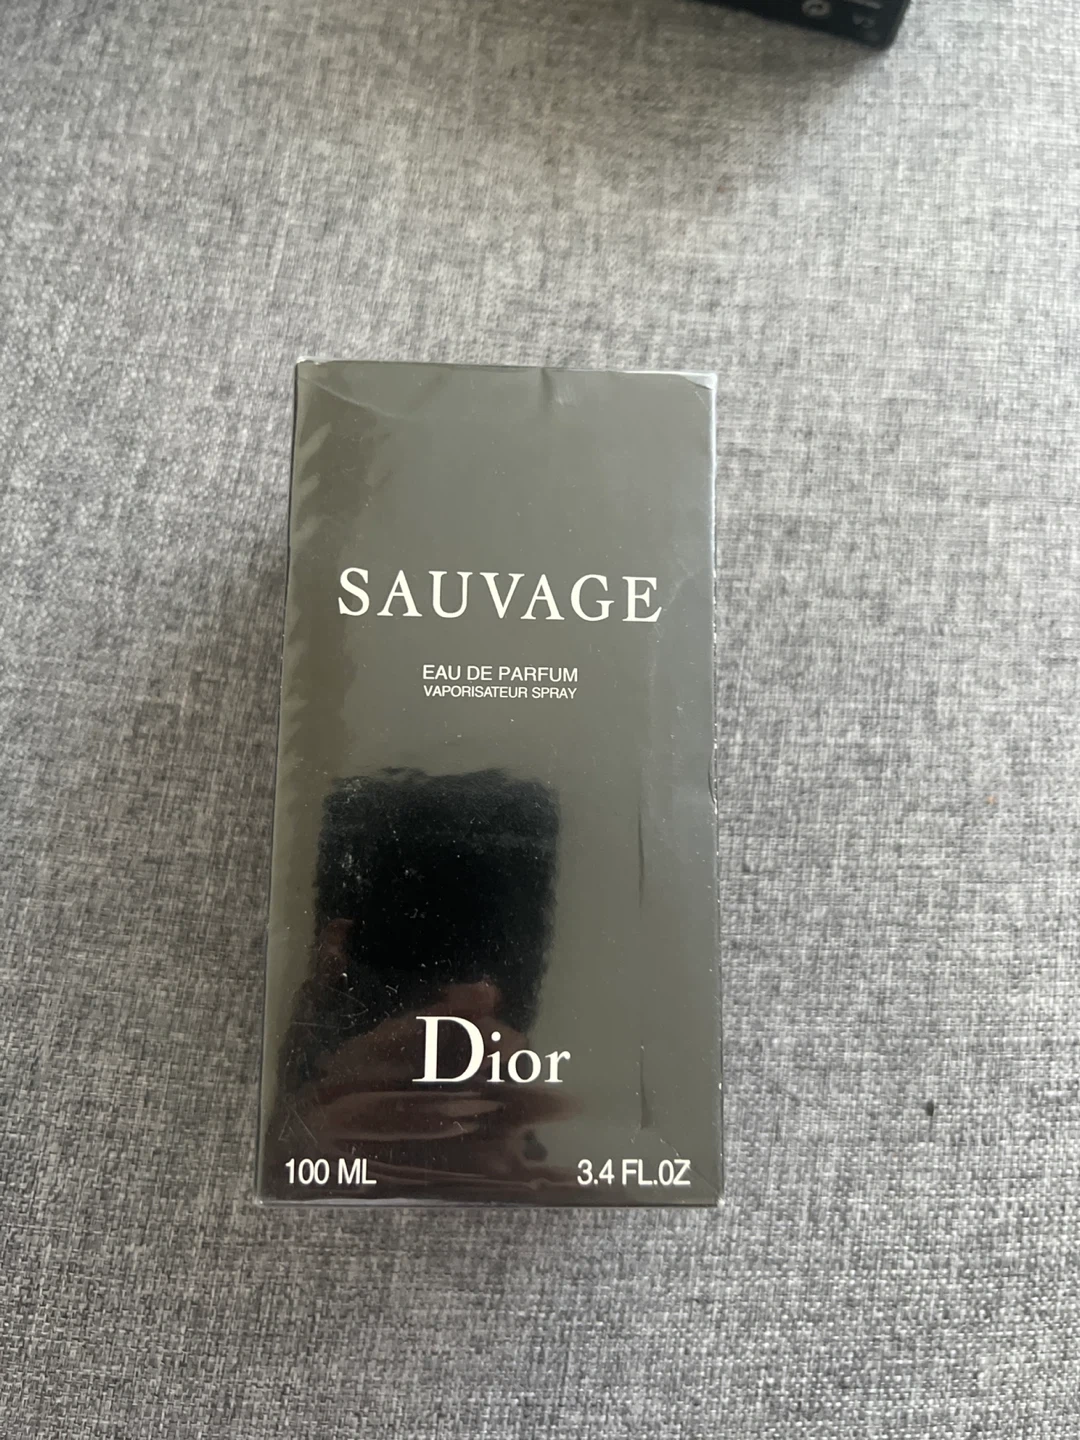 SAUVAGE
EAU DE PARFUM
VAPORISATEUR SPRAY
Dior
100 ML 3.4 FL.OZ